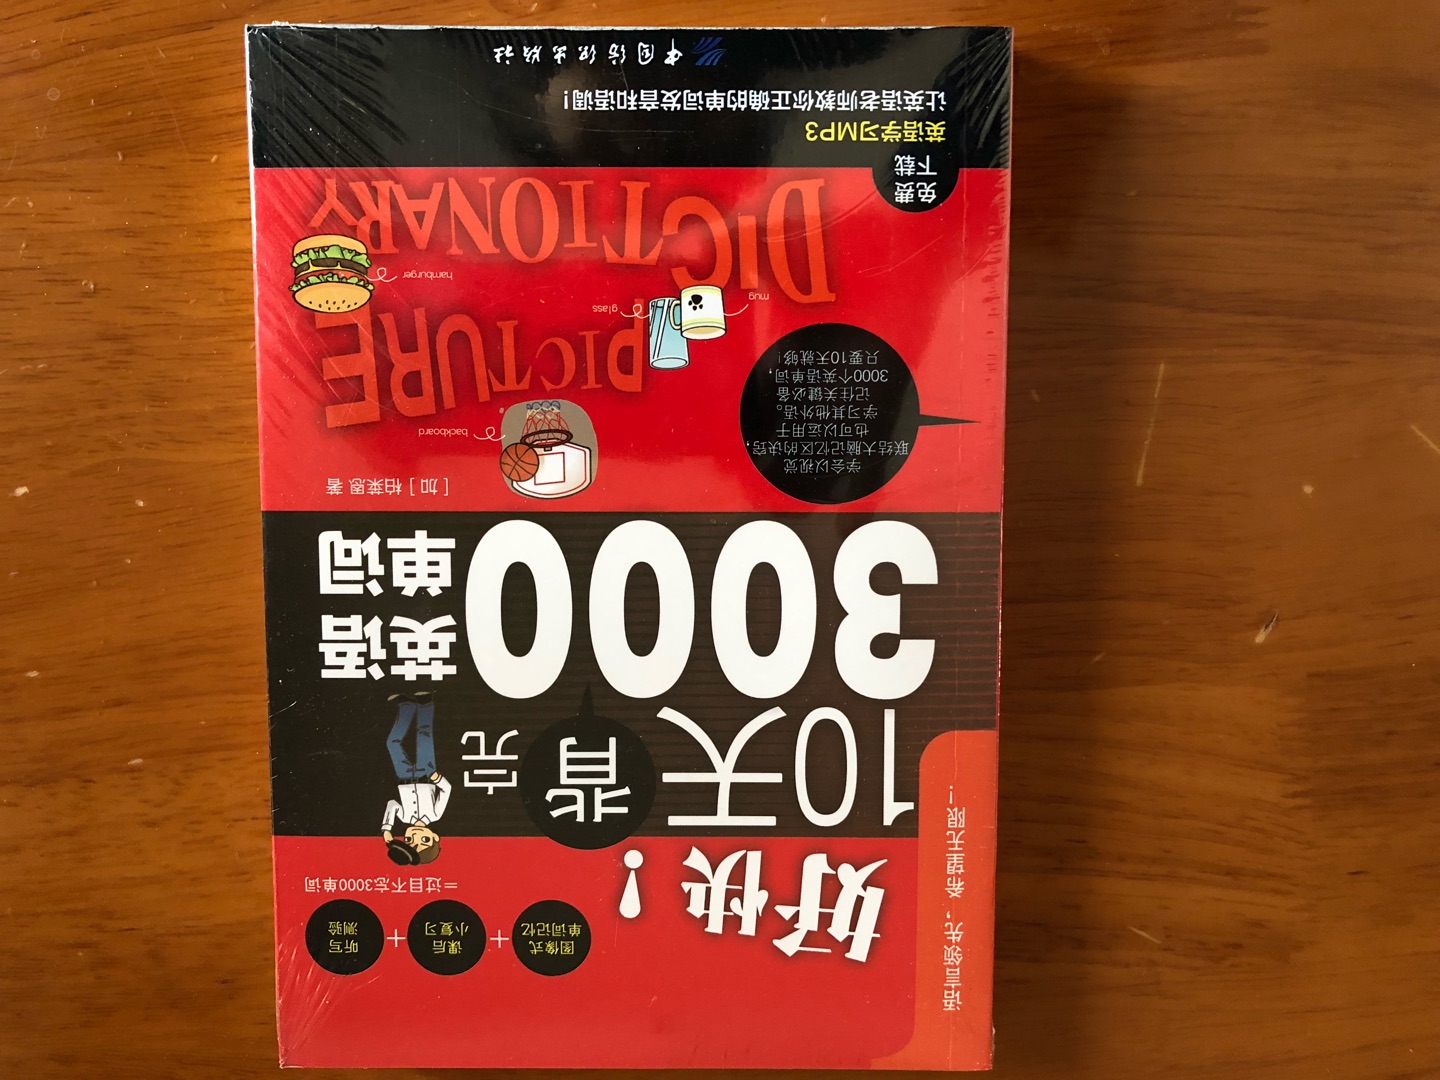 语言领先，希望无限！
好快！
图像式
单词记忆
+
课后
小复习
+
听写
测验
=过目不忘3000单词
10天背完
3000英语
单词
[加]柏莱恩 著
学会以视觉
联结大脑记忆区的诀窍，
也可以运用于
学习其他外语。
记住关键必备
3000个英语单词，
只要10天就够！
backboard
PICTURE
glass
mug
hamburger
DICTIONARY
免费
下载
英语学习MP3
让英语老师教你正确的单词发音和语调！
中国纺织出版社